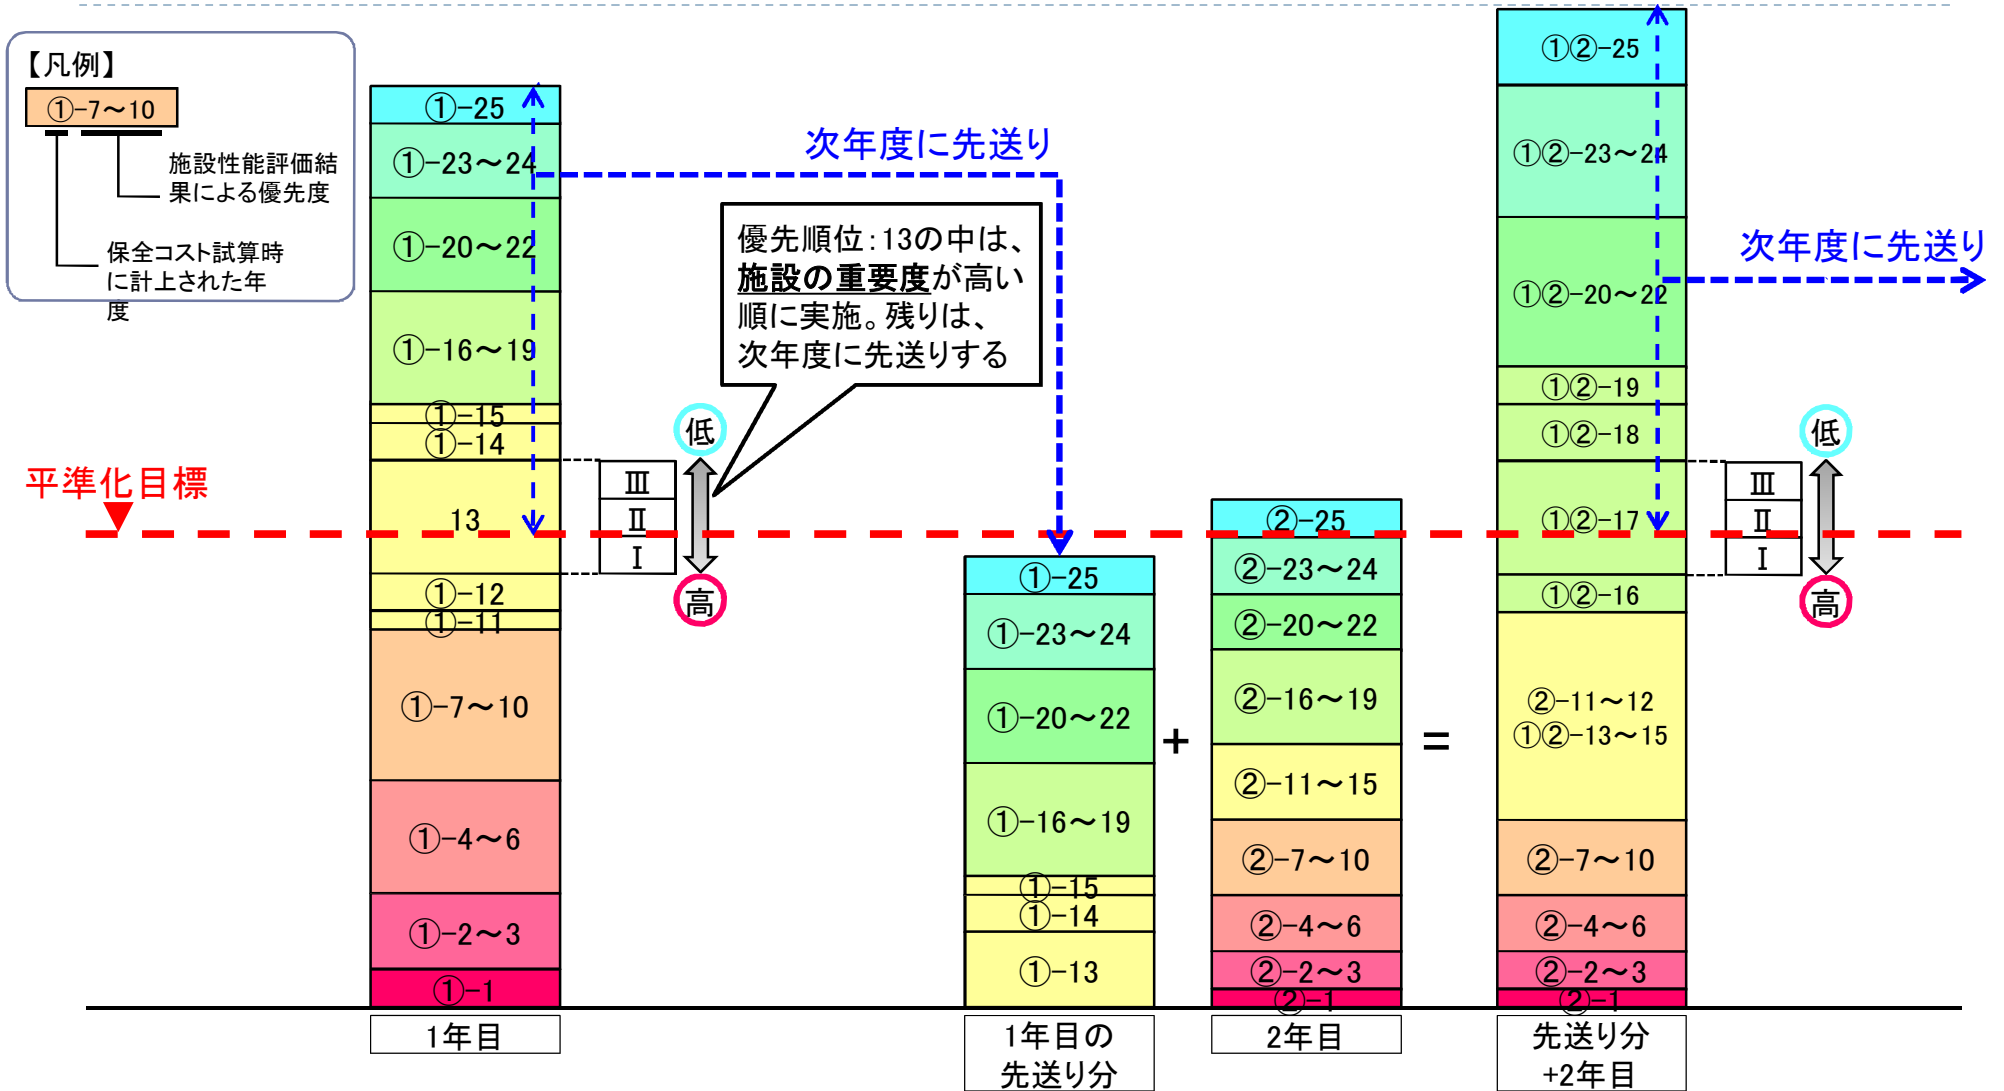 【凡例】
①-7～10
施設性能評価結
果による優先度
保全コスト試算時
に計上された年
度
平準化目標
①-25
①-23～24
①-20～22
①-16～19
①-15
①-14
13
①-12
①-11
①-7～10
①-4～6
①-2～3
①-1
1年目
Ⅲ
Ⅱ
Ⅰ
低
高
次年度に先送り
優先順位：13の中は、
施設の重要度が高い
順に実施。残りは、
次年度に先送りする
①-25
①-23～24
①-20～22
①-16～19
①-15
①-14
①-13
1年目の
先送り分
+
②-25
②-23～24
②-20～22
②-16～19
②-11～15
②-7～10
②-4～6
②-2～3
②-1
2年目
=
①②-25
①②-23～24
①②-20～22
①②-19
①②-18
①②-17
①②-16
②-11～12
①②-13～15
②-7～10
②-4～6
②-2～3
②-1
先送り分
+2年目
次年度に先送り
低
Ⅲ
Ⅱ
Ⅰ
高